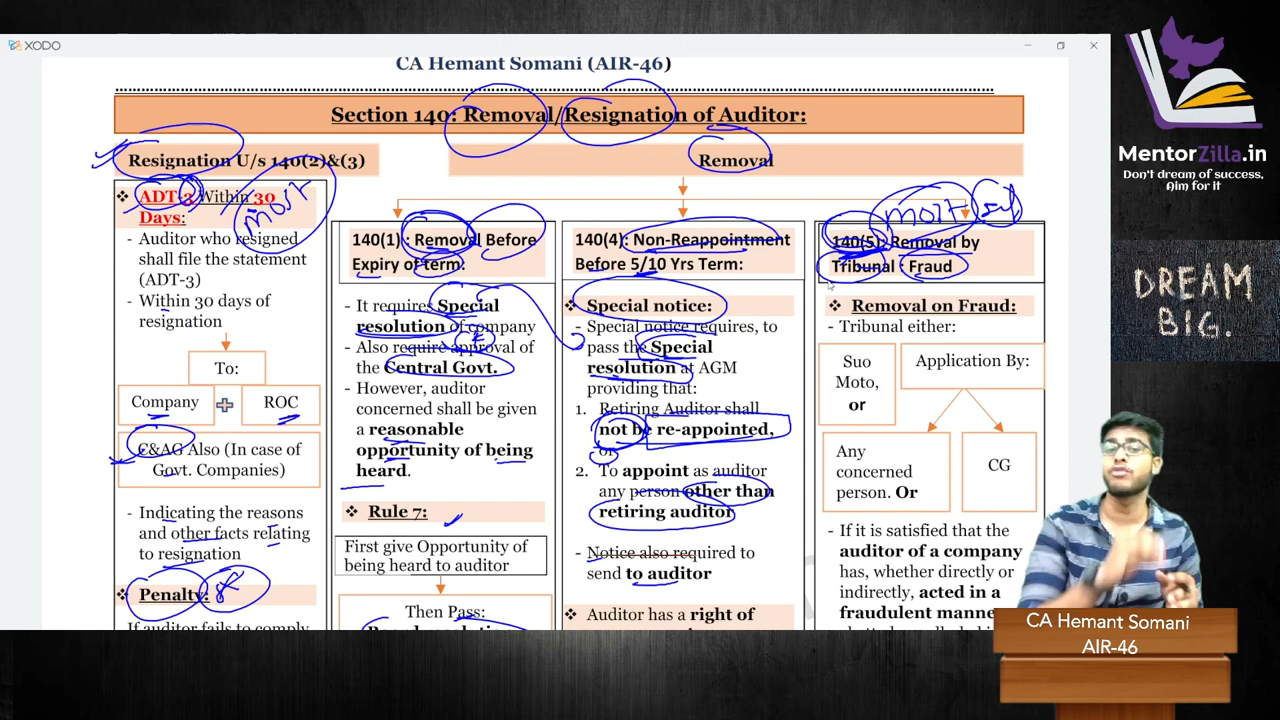 XODO
CA Hemant Somani (AIR-46)
Section 140: Removal/Resignation of Auditor:
Resignation U/s 140(2)&(3)
Removal
❖ ADT-3 Within 30
Days:
- Auditor who resigned
shall file the statement
(ADT-3)
- Within 30 days of
resignation
To:
Company
ROC
C&AG Also (In case of
Govt. Companies)
- Indicating the reasons
and other facts relating
to resignation
❖ Penalty:
If auditor fails to comply
most
140(1): Removal Before
Expiry of term:
- It requires Special
resolution of company
- Also require approval of
the Central Govt.
- However, auditor
concerned shall be given
a reasonable
opportunity of being
heard.
❖ Rule 7:
First give Opportunity of
being heard to auditor
Then Pass:
140(4): Non-Reappointment
Before 5/10 Yrs Term:
❖ Special notice:
- Special notice requires, to
pass the Special
resolution at AGM
providing that:
1. Retiring Auditor shall
not be re-appointed,
or
2. To appoint as auditor
any person other than
retiring auditor
- Notice also required to
send to auditor
❖ Auditor has a right of
most
140(5): Removal by
Tribunal : Fraud
❖ Removal on Fraud:
- Tribunal either:
Suo
Moto,
or
Application By:
Any
concerned
person. Or
CG
- If it is satisfied that the
auditor of a company
has, whether directly or
indirectly, acted in a
fraudulent manner
MentorZilla.in
Don't dream of success,
Aim for it
DREAM
BIG.
CA Hemant Somani
AIR-46